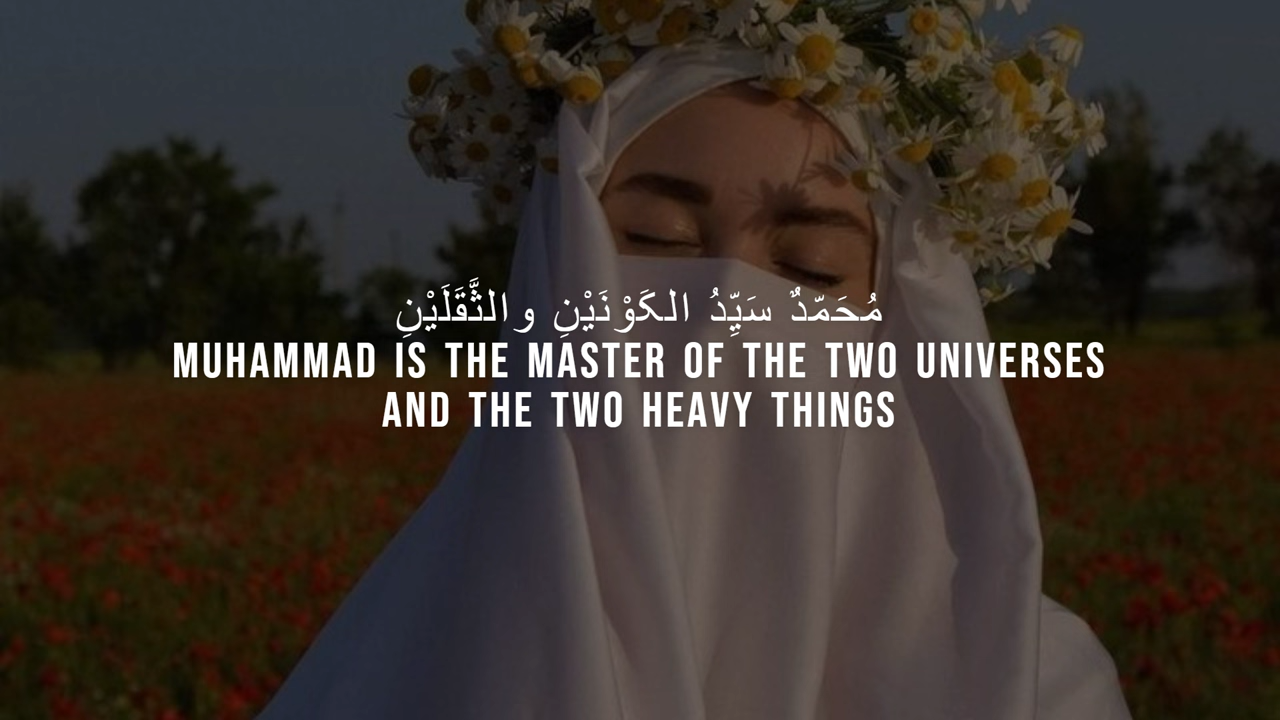 مُحَمّدٌ سَيِّدُ الكَوْنَيْنِ والثَّقَلَيْنِ
MUHAMMAD IS THE MASTER OF THE TWO UNIVERSES
AND THE TWO HEAVY THINGS